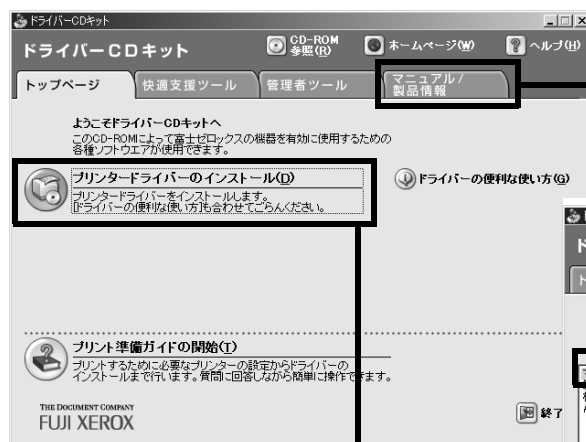 ドライバーCDキット
ドライバーCDキット
CD-ROM
参照(R)
ホームページ(W)
ヘルプ(H)
トップページ
快適支援ツール
管理者ツール
マニュアル/
製品情報
ようこそドライバーCDキットへ
このCD-ROMによって富士ゼロックスの機器を有効に使用するための
各種ソフトウエアが使用できます。
プリンタードライバーのインストール(D)
プリンタードライバーをインストールします。
[ドライバーの便利な使い方]も合わせてごらんください。
ドライバーの便利な使い方(G)
プリント準備ガイドの開始(T)
プリントするために必要なプリンターの設定からドライバーの
インストールまで行います。質問に回答しながら簡単に操作できます。
THE DOCUMENT COMPANY
FUJI XEROX
終了